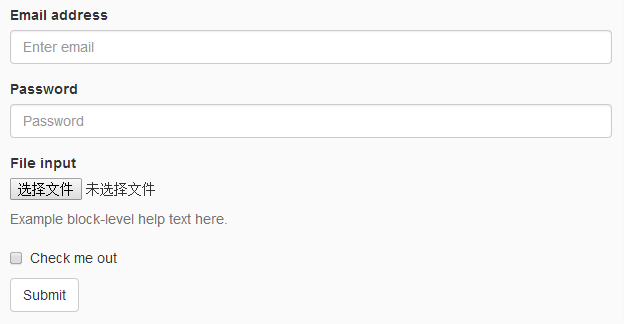 Email address
Enter email
Password
Password
File input
选择文件 未选择文件
Example block-level help text here.
Check me out
Submit